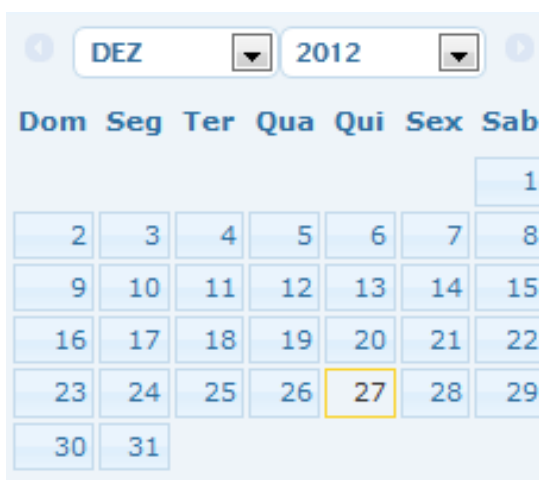 DEZ 2012
Dom Seg Ter Qua Qui Sex Sab
1
2 3 4 5 6 7 8
9 10 11 12 13 14 15
16 17 18 19 20 21 22
23 24 25 26 27 28 29
30 31